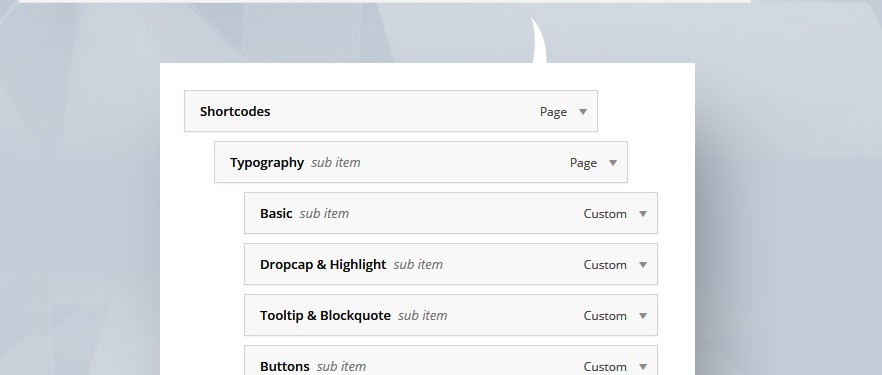 Shortcodes Page
Typography sub item Page
Basic sub item Custom
Dropcap & Highlight sub item Custom
Tooltip & Blockquote sub item Custom
Buttons sub item Custom